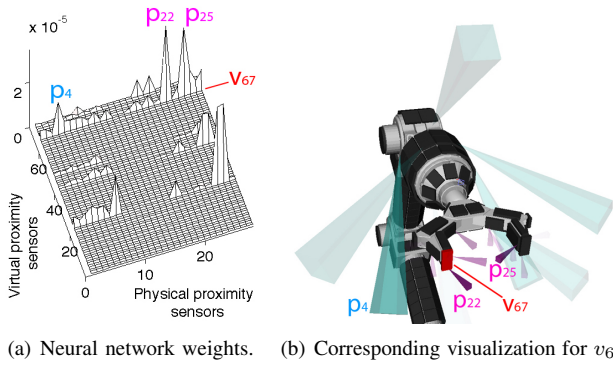 x 10⁻⁵
p22 p25
p4
v67
2
0
60
40
20
0
0
10
20
Virtual proximity
sensors
Physical proximity
sensors
p4
p22
p25
v67
(a) Neural network weights.
(b) Corresponding visualization for v6